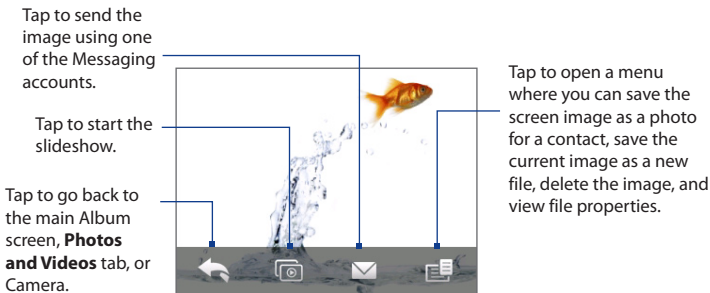 Tap to send the
image using one
of the Messaging
accounts.
Tap to start the
slideshow.
Tap to go back to
the main Album
screen, Photos
and Videos tab, or
Camera.
Tap to open a menu
where you can save the
screen image as a photo
for a contact, save the
current image as a new
file, delete the image, and
view file properties.